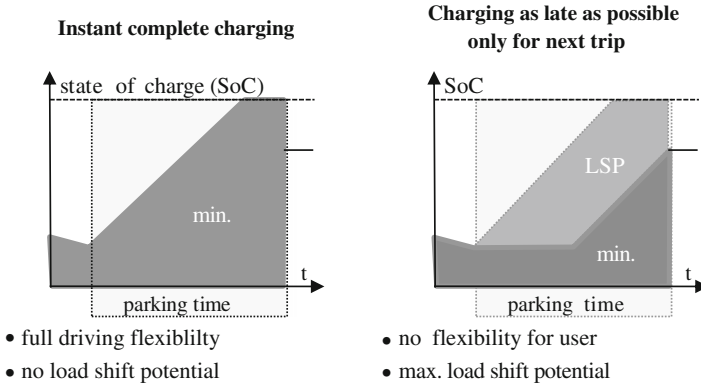 Instant complete charging
state of charge (SoC)
min.
t
parking time
• full driving flexiblilty
• no load shift potential
Charging as late as possible
only for next trip
SoC
LSP
min.
t
parking time
• no flexibility for user
• max. load shift potential